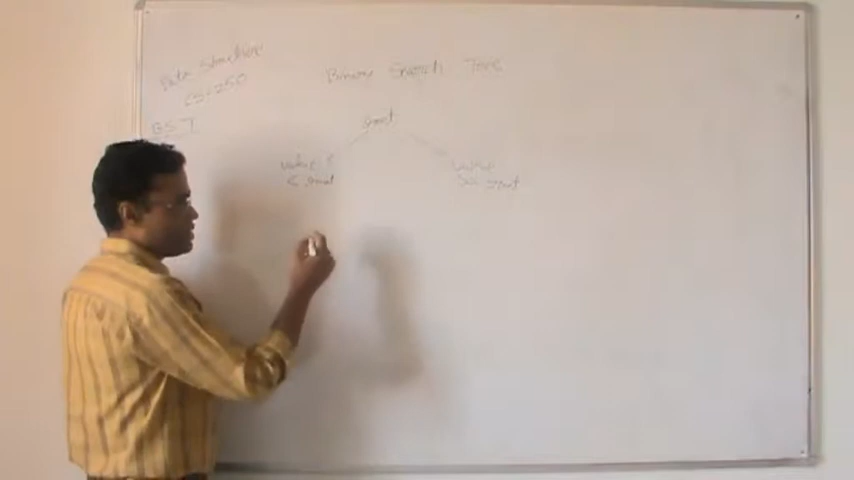 Data Structure
CS-250
BST
Binary Search Tree
root
value
< root
value
>= root